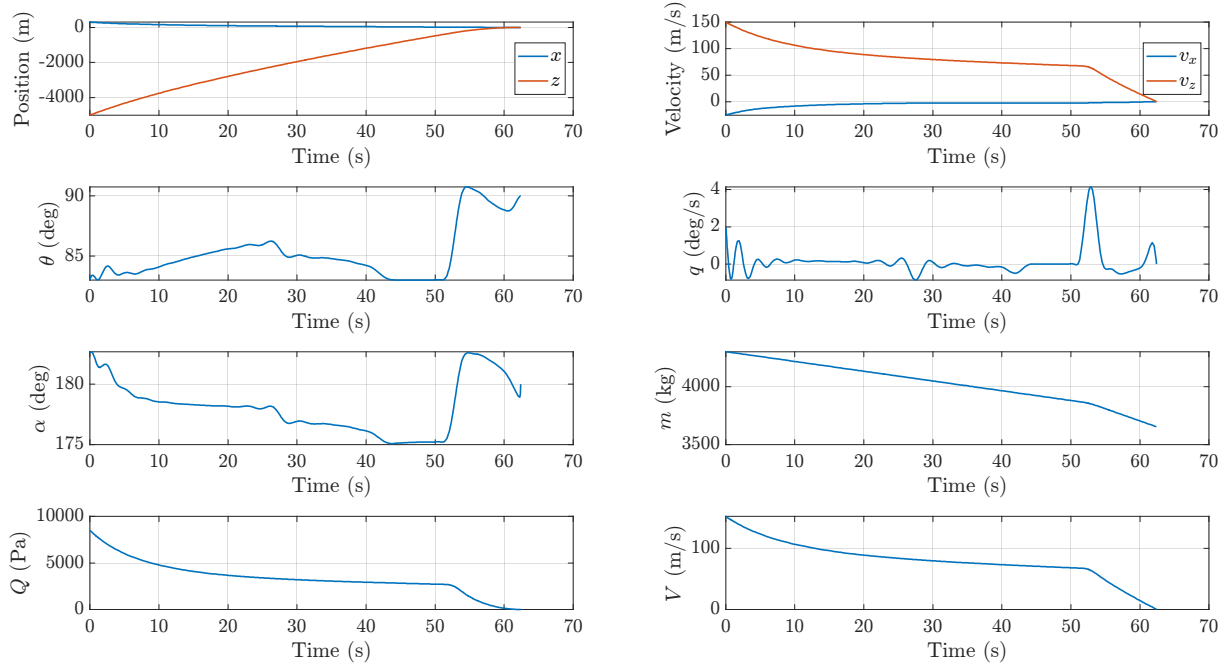 Position (m)
0
-2000
-4000
x
z
0 10 20 30 40 50 60 70
Time (s)
Velocity (m/s)
150
100
50
0
v_x
v_z
0 10 20 30 40 50 60 70
Time (s)
θ (deg)
90
85
0 10 20 30 40 50 60 70
Time (s)
q (deg/s)
4
2
0
0 10 20 30 40 50 60 70
Time (s)
α (deg)
180
175
0 10 20 30 40 50 60 70
Time (s)
m (kg)
4000
3500
0 10 20 30 40 50 60 70
Time (s)
Q (Pa)
10000
5000
0
0 10 20 30 40 50 60 70
Time (s)
V (m/s)
100
0
0 10 20 30 40 50 60 70
Time (s)